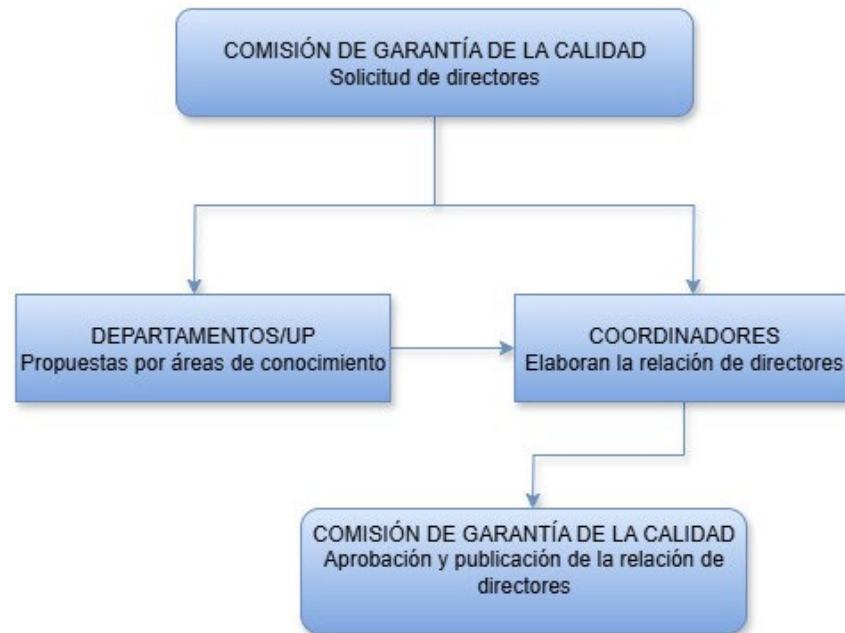 COMISIÓN DE GARANTÍA DE LA CALIDAD
Solicitud de directores
DEPARTAMENTOS/UP
Propuestas por áreas de conocimiento
COORDINADORES
Elaboran la relación de directores
COMISIÓN DE GARANTÍA DE LA CALIDAD
Aprobación y publicación de la relación de
directores